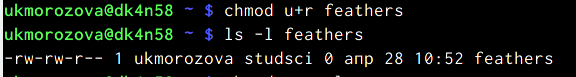 ukmorozova@dk4n58 ~ $ chmod u+r feathers
ukmorozova@dk4n58 ~ $ ls -l feathers
-rw-rw-r-- 1 ukmorozova studsci 0 апр 28 10:52 feathers